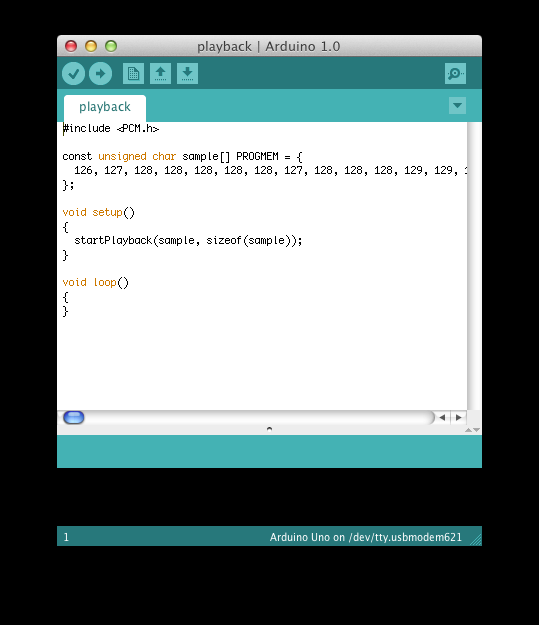 playback | Arduino 1.0
playback
#include <PCM.h>
const unsigned char sample[] PROGMEM = {
126, 127, 128, 128, 128, 128, 128, 127, 128, 128, 128, 129, 129,
};
void setup()
{
startPlayback(sample, sizeof(sample));
}
void loop()
{
}
1
Arduino Uno on /dev/tty.usbmodem621